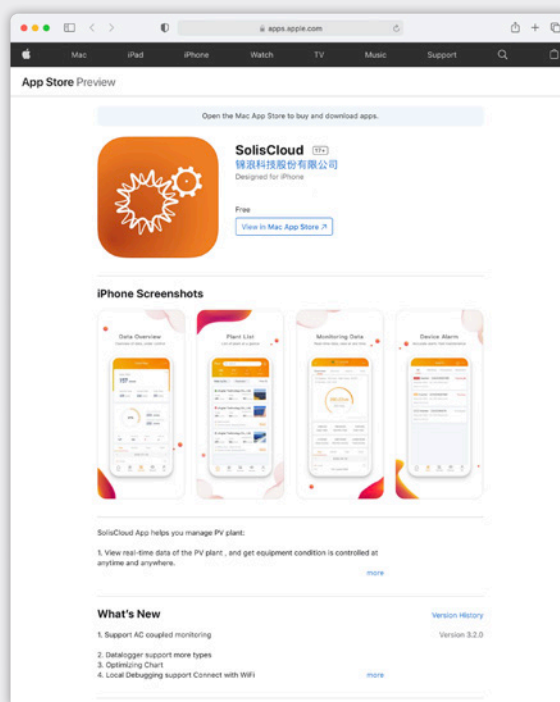 apps.apple.com
Mac iPad iPhone Watch TV Music Support
App Store Preview
Open the Mac App Store to buy and download apps.
SolisCloud 17+
锦浪科技股份有限公司
Designed for iPhone
Free
View in Mac App Store ↗
iPhone Screenshots
Data Overview
Plant List
Monitoring Data
Device Alarm
SolisCloud App helps you manage PV plant:
1. View real-time data of the PV plant , and get equipment condition is controlled at
anytime and anywhere.
more
What's New
Version History
1. Support AC coupled monitoring
Version 3.2.0
2. Datalogger support more types
3. Optimizing Chart
4. Local Debugging support Connect with WiFi
more